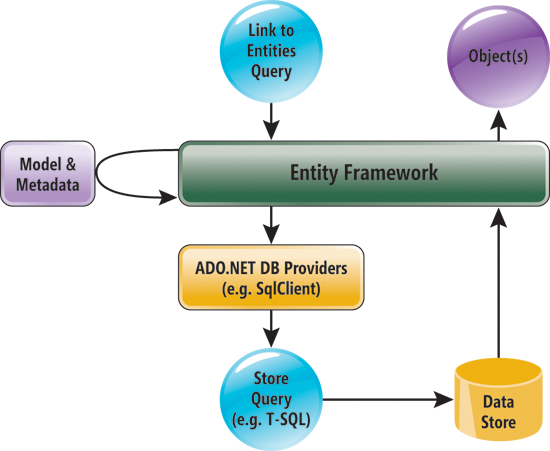 Link to
Entities
Query
Object(s)
Model &
Metadata
Entity Framework
ADO.NET DB Providers
(e.g. SqlClient)
Store
Query
(e.g. T-SQL)
Data
Store